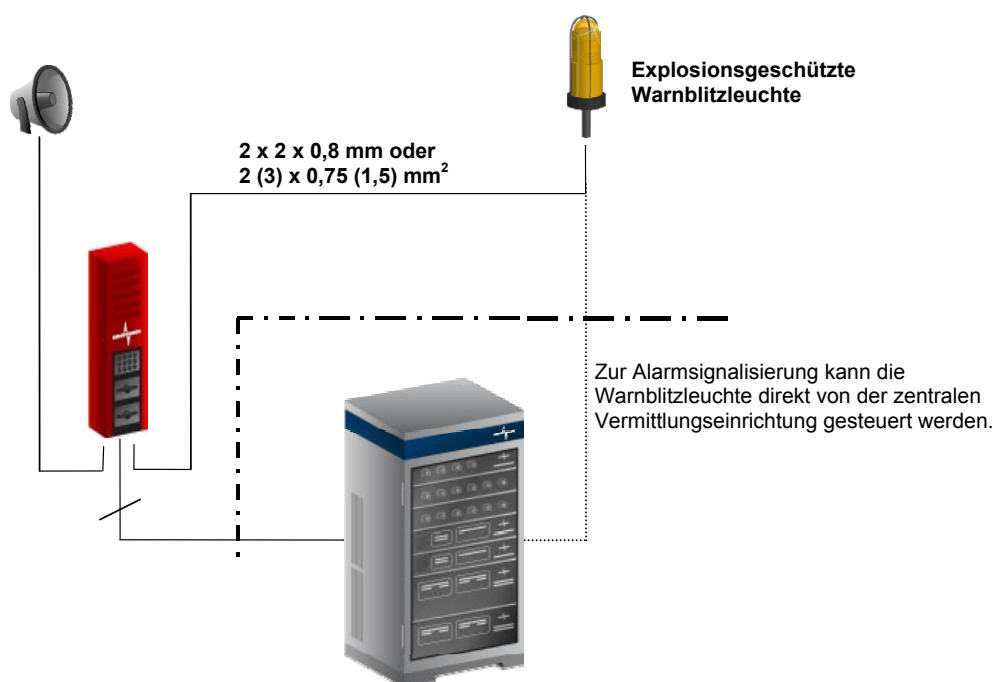 Explosionsgeschützte
Warnblitzleuchte
2 x 2 x 0,8 mm oder
2 (3) x 0,75 (1,5) mm²
Zur Alarmsignalisierung kann die
Warnblitzleuchte direkt von der zentralen
Vermittlungseinrichtung gesteuert werden.